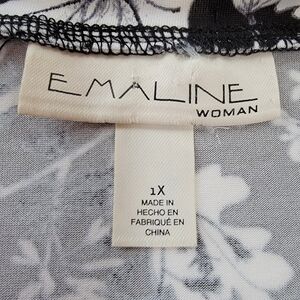 EMALINE
WOMAN
1X
MADE IN
HECHO EN
FABRIQUÉ EN
CHINA